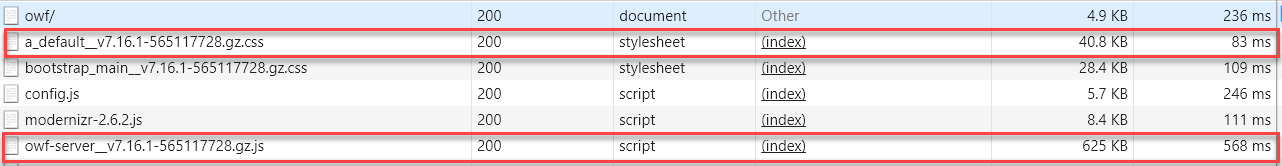 owf/ 200 document Other 4.9 KB 236 ms
a_default__v7.16.1-565117728.gz.css 200 stylesheet (index) 40.8 KB 83 ms
bootstrap_main__v7.16.1-565117728.gz.css 200 stylesheet (index) 28.4 KB 109 ms
config.js 200 script (index) 5.7 KB 246 ms
modernizr-2.6.2.js 200 script (index) 8.4 KB 111 ms
owf-server__v7.16.1-565117728.gz.js 200 script (index) 625 KB 568 ms